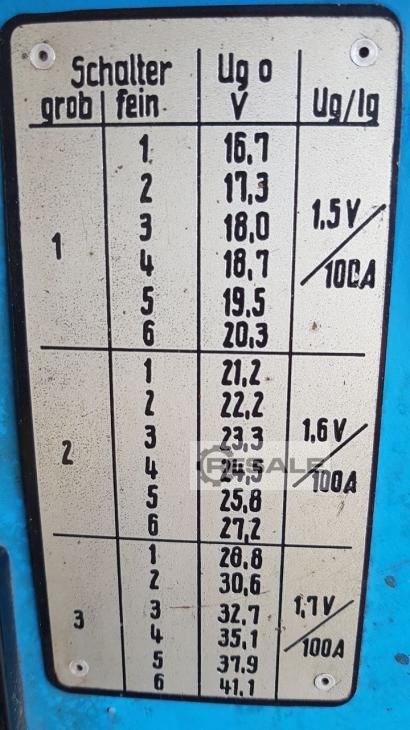 Schalter Ug o
grob fein V Ug/Ig
1 16,7
2 17,3
3 18,0 1,5V
1 4 18,7 /100A
5 19,5
6 20,3
1 21,2
2 22,2
3 23,3 1,6V
2 4 24,5 /100A
RESALE
5 25,8
6 27,2
1 28,8
2 30,6
3 3 32,7 1,7V
4 35,1 /100A
5 37,9
6 41,1